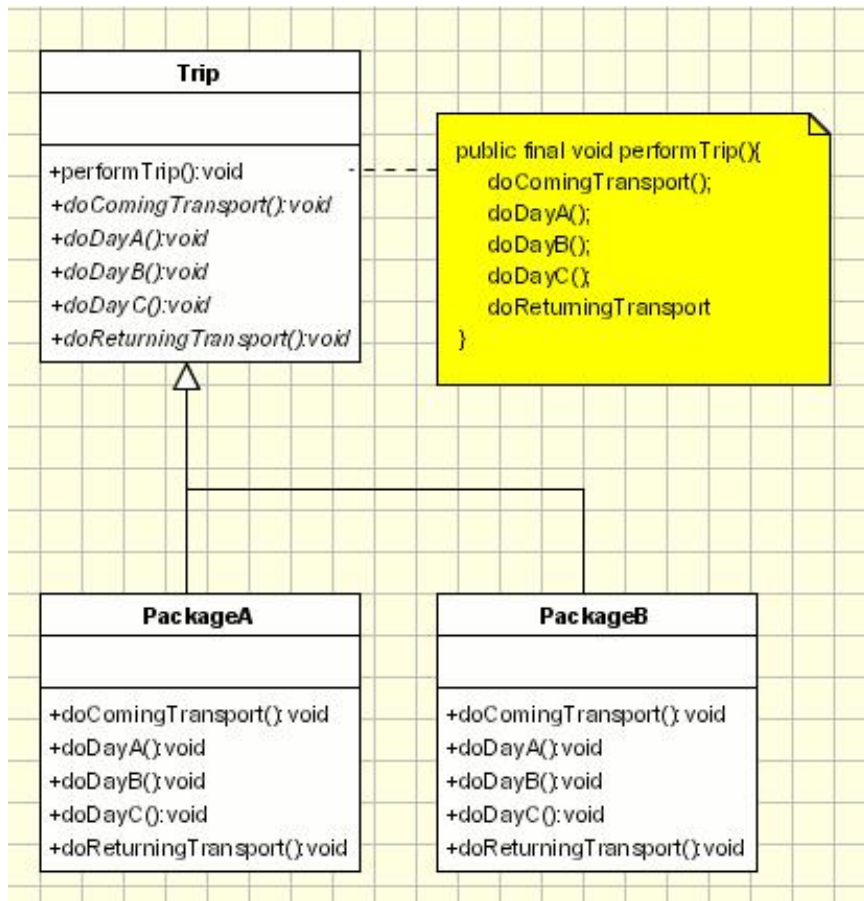 Trip
+performTrip():void
+doComingTransport():void
+doDayA():void
+doDayB():void
+doDayC():void
+doReturningTransport():void
public final void performTrip(){
doComingTransport();
doDayA();
doDayB();
doDayC();
doReturningTransport
}
PackageA
+doComingTransport():void
+doDayA():void
+doDayB():void
+doDayC():void
+doReturningTransport():void
PackageB
+doComingTransport():void
+doDayA():void
+doDayB():void
+doDayC():void
+doReturningTransport():void